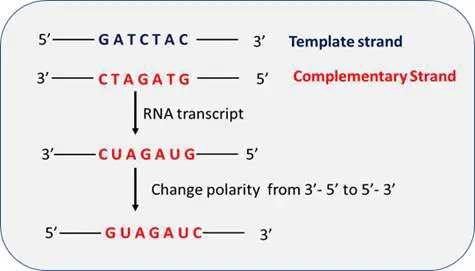 5’ G A T C T A C 3’ Template strand
3’ C T A G A T G 5’ Complementary Strand
RNA transcript
3’ C U A G A U G 5’
Change polarity from 3’- 5’ to 5’- 3’
5’ G U A G A U C 3’